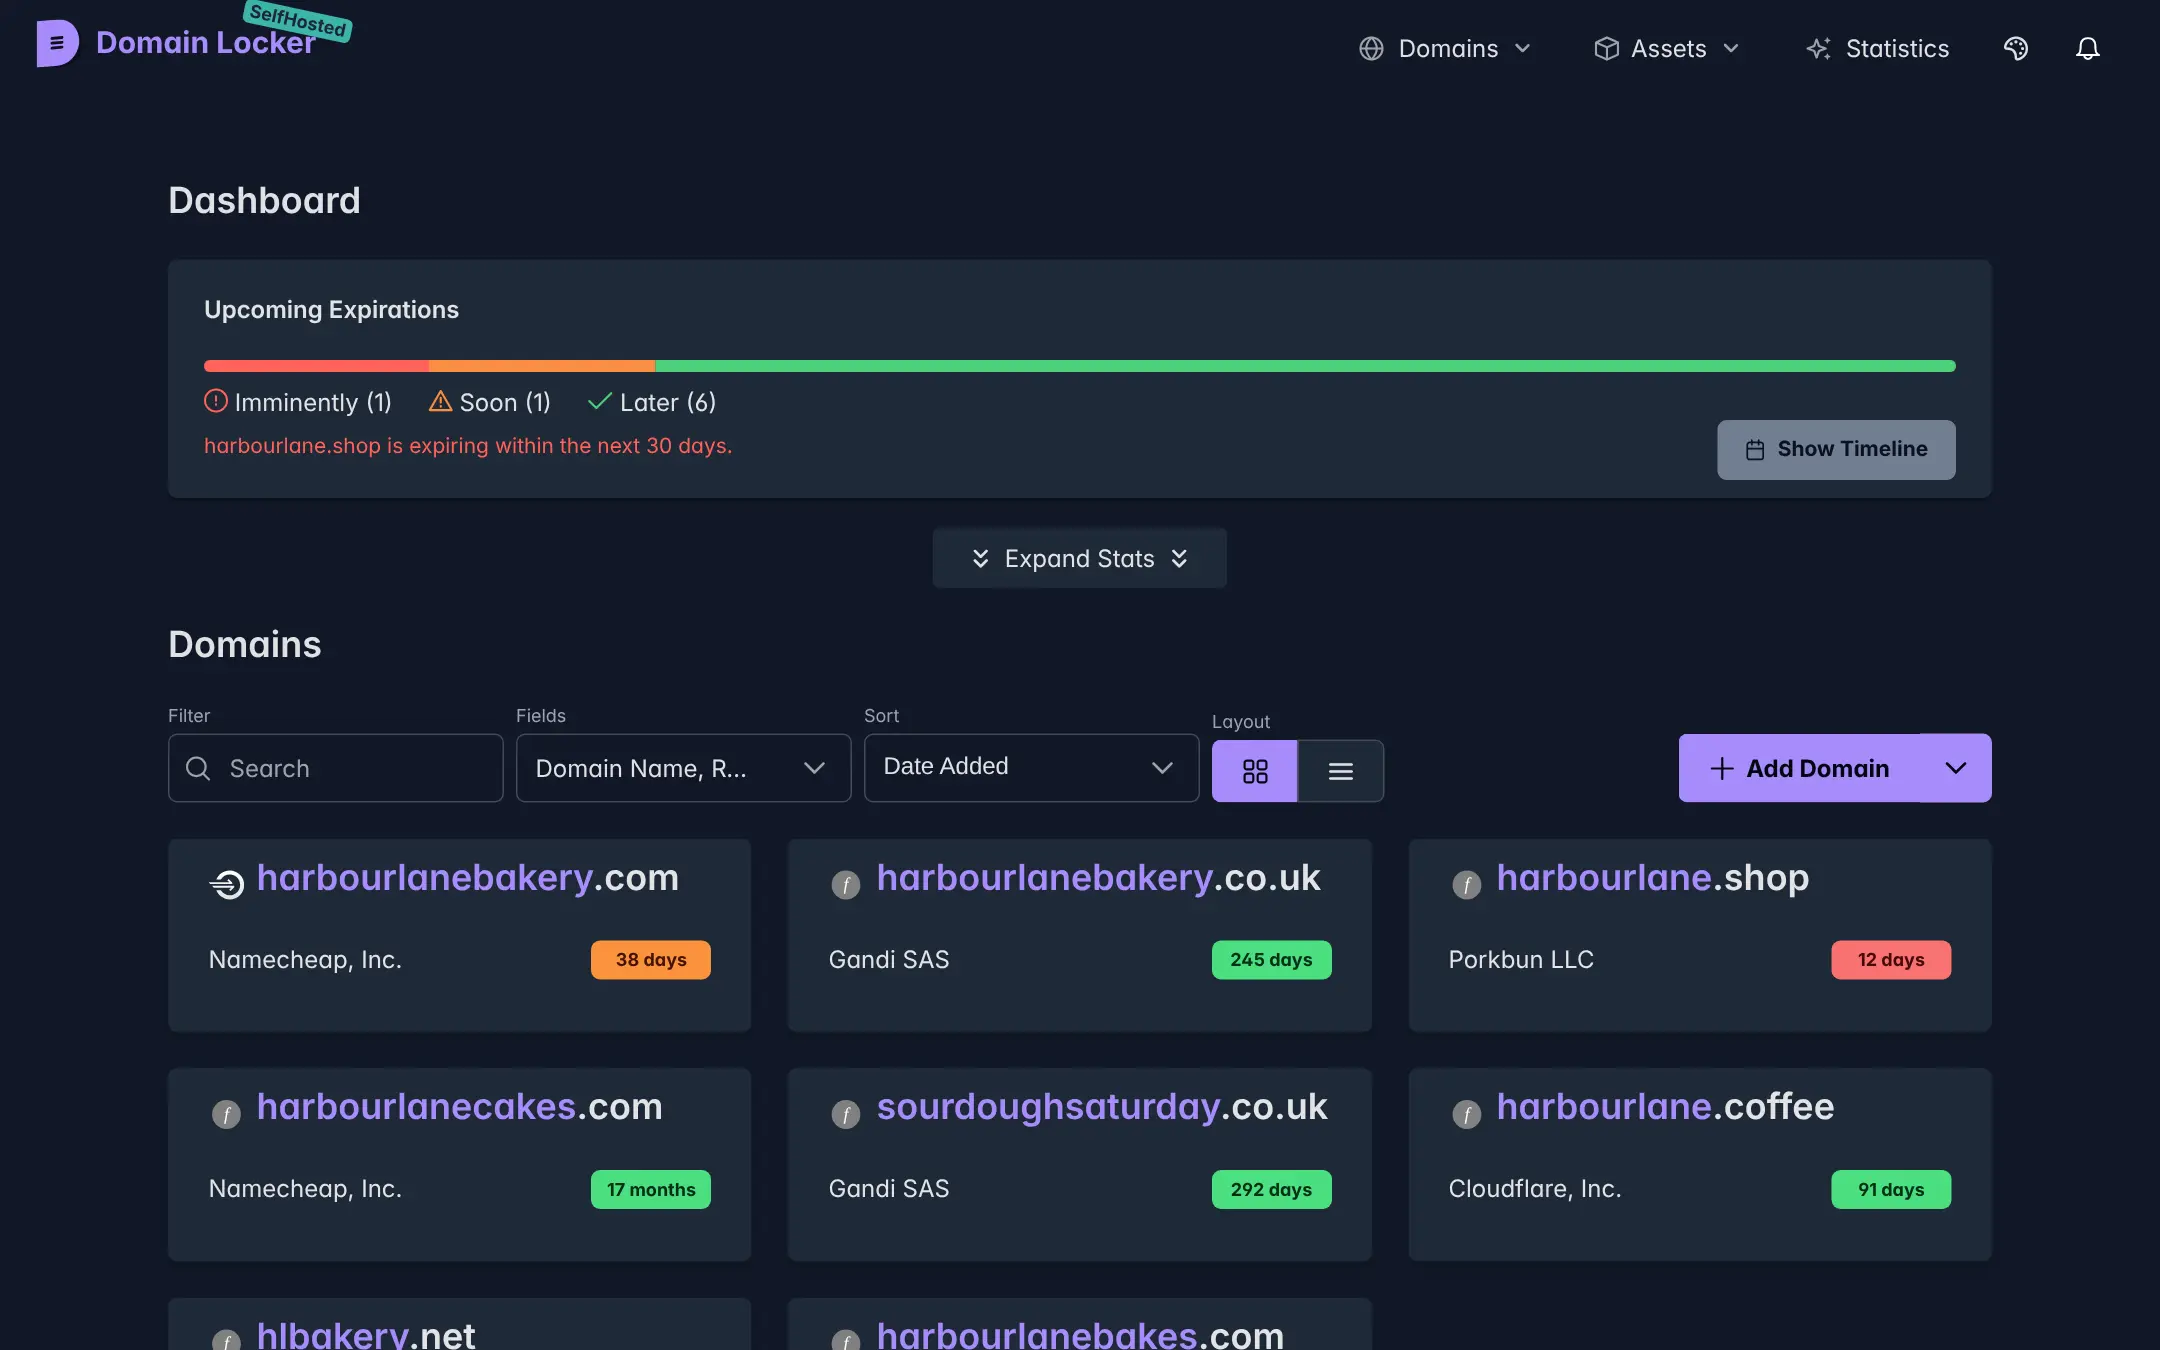 SelfHosted
Domain Locker
Domains
Assets
Statistics
Dashboard
Upcoming Expirations
Imminently (1)
Soon (1)
Later (6)
harbourlane.shop is expiring within the next 30 days.
Show Timeline
Expand Stats
Domains
Filter
Fields
Sort
Layout
Search
Domain Name, R...
Date Added
Add Domain
harbourlanebakery.com
Namecheap, Inc.
38 days
harbourlanebakery.co.uk
Gandi SAS
245 days
harbourlane.shop
Porkbun LLC
12 days
harbourlanecakes.com
Namecheap, Inc.
17 months
sourdoughsaturday.co.uk
Gandi SAS
292 days
harbourlane.coffee
Cloudflare, Inc.
91 days
hlbakery.net
harbourlanebakes.com